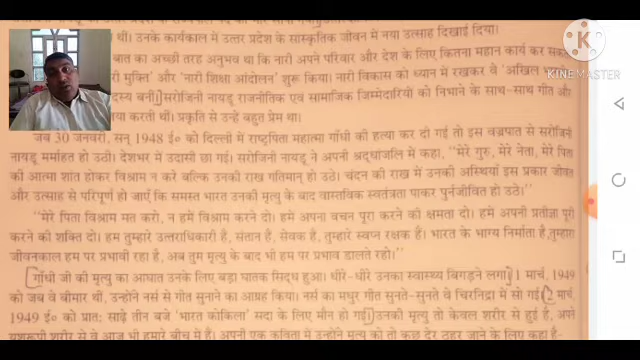 थीं। उनके कार्यकाल में उत्तर प्रदेश के सांस्कृतिक जीवन में नया उत्साह दिखाई दिया।
बात का अच्छी तरह अनुभव था कि नारी अपने परिवार और देश के लिए कितना महान कार्य कर सकती
री मुक्ति' और 'नारी शिक्षा आंदोलन' शुरू किया। नारी विकास को ध्यान में रखकर वे 'अखिल
दस्य बनीं। सरोजिनी नायडू राजनीतिक एवं सामाजिक जिम्मेदारियों को निभाने के साथ-साथ गीत और
या करती थीं। प्रकृति से उन्हें बहुत प्रेम था।
जब 30 जनवरी, सन् 1948 ई० को दिल्ली में राष्ट्रपिता महात्मा गाँधी की हत्या कर दी गई तो इस वज्रपात से सरोजिनी
नायडू मर्माहत हो उठीं। देशभर में उदासी छा गई। सरोजिनी नायडू ने अपनी श्रद्धांजलि में कहा, "मेरे गुरु, मेरे नेता, मेरे पिता
की आत्मा शांत होकर विश्राम न करे बल्कि उनकी राख गतिमान हो उठे। चंदन की राख में उनकी अस्थियाँ इस प्रकार जीवंत
और उत्साह से परिपूर्ण हो जाएँ कि समस्त भारत उनकी मृत्यु के बाद वास्तविक स्वतंत्रता पाकर पुनर्जीवित हो उठे।
"मेरे पिता विश्राम मत करो, न हमें विश्राम करने दो। हमें अपना वचन पूरा करने की क्षमता दो। हमें अपनी प्रतिज्ञा पूरी
करने की शक्ति दो। हम तुम्हारे उत्तराधिकारी हैं, संतान हैं, सेवक हैं, तुम्हारे स्वप्न रक्षक हैं। भारत के भाग्य निर्माता हैं, तुम्हारा
जीवनकाल हम पर प्रभावी रहा है, अब तुम मृत्यु के बाद भी हम पर प्रभाव डालते रहो।"
गाँधी जी की मृत्यु का आघात उनके लिए बड़ा घातक सिद्ध हुआ। धीरे-धीरे उनका स्वास्थ्य बिगड़ने लगा। 1 मार्च, 1949
को जब वे बीमार थीं, उन्होंने नर्स से गीत सुनाने का आग्रह किया। नर्स का मधुर गीत सुनते-सुनते वे चिरनिद्रा में सो गईं। 2 मार्च,
1949 ई० को प्रातः साढ़े तीन बजे 'भारत कोकिला' सदा के लिए मौन हो गई। उनकी मृत्यु तो केवल शरीर से हुई है, अपने
यशरूपी शरीर से वे आज भी हमारे बीच में हैं। अपनी एक कविता में उन्होंने मृत्यु को तो कुछ देर ठहर जाने के लिए कहा है-
Made with
KINEMASTER